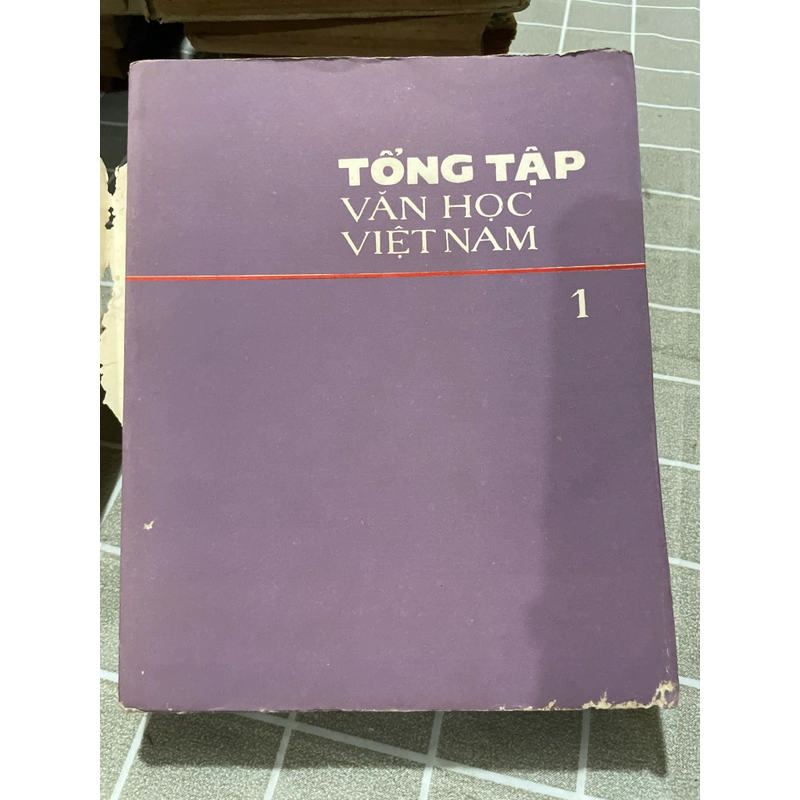 TỔNG TẬP
VĂN HỌC
VIỆT NAM
1